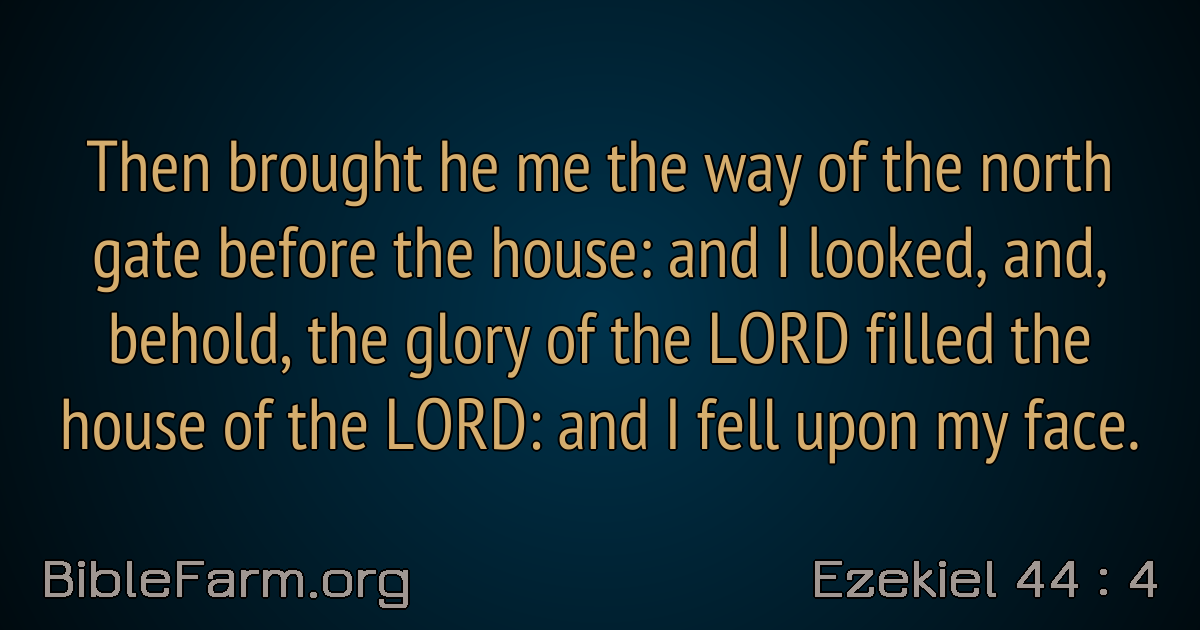 Then brought he me the way of the north
gate before the house: and I looked, and,
behold, the glory of the LORD filled the
house of the LORD: and I fell upon my face.
BibleFarm.org
Ezekiel 44 : 4